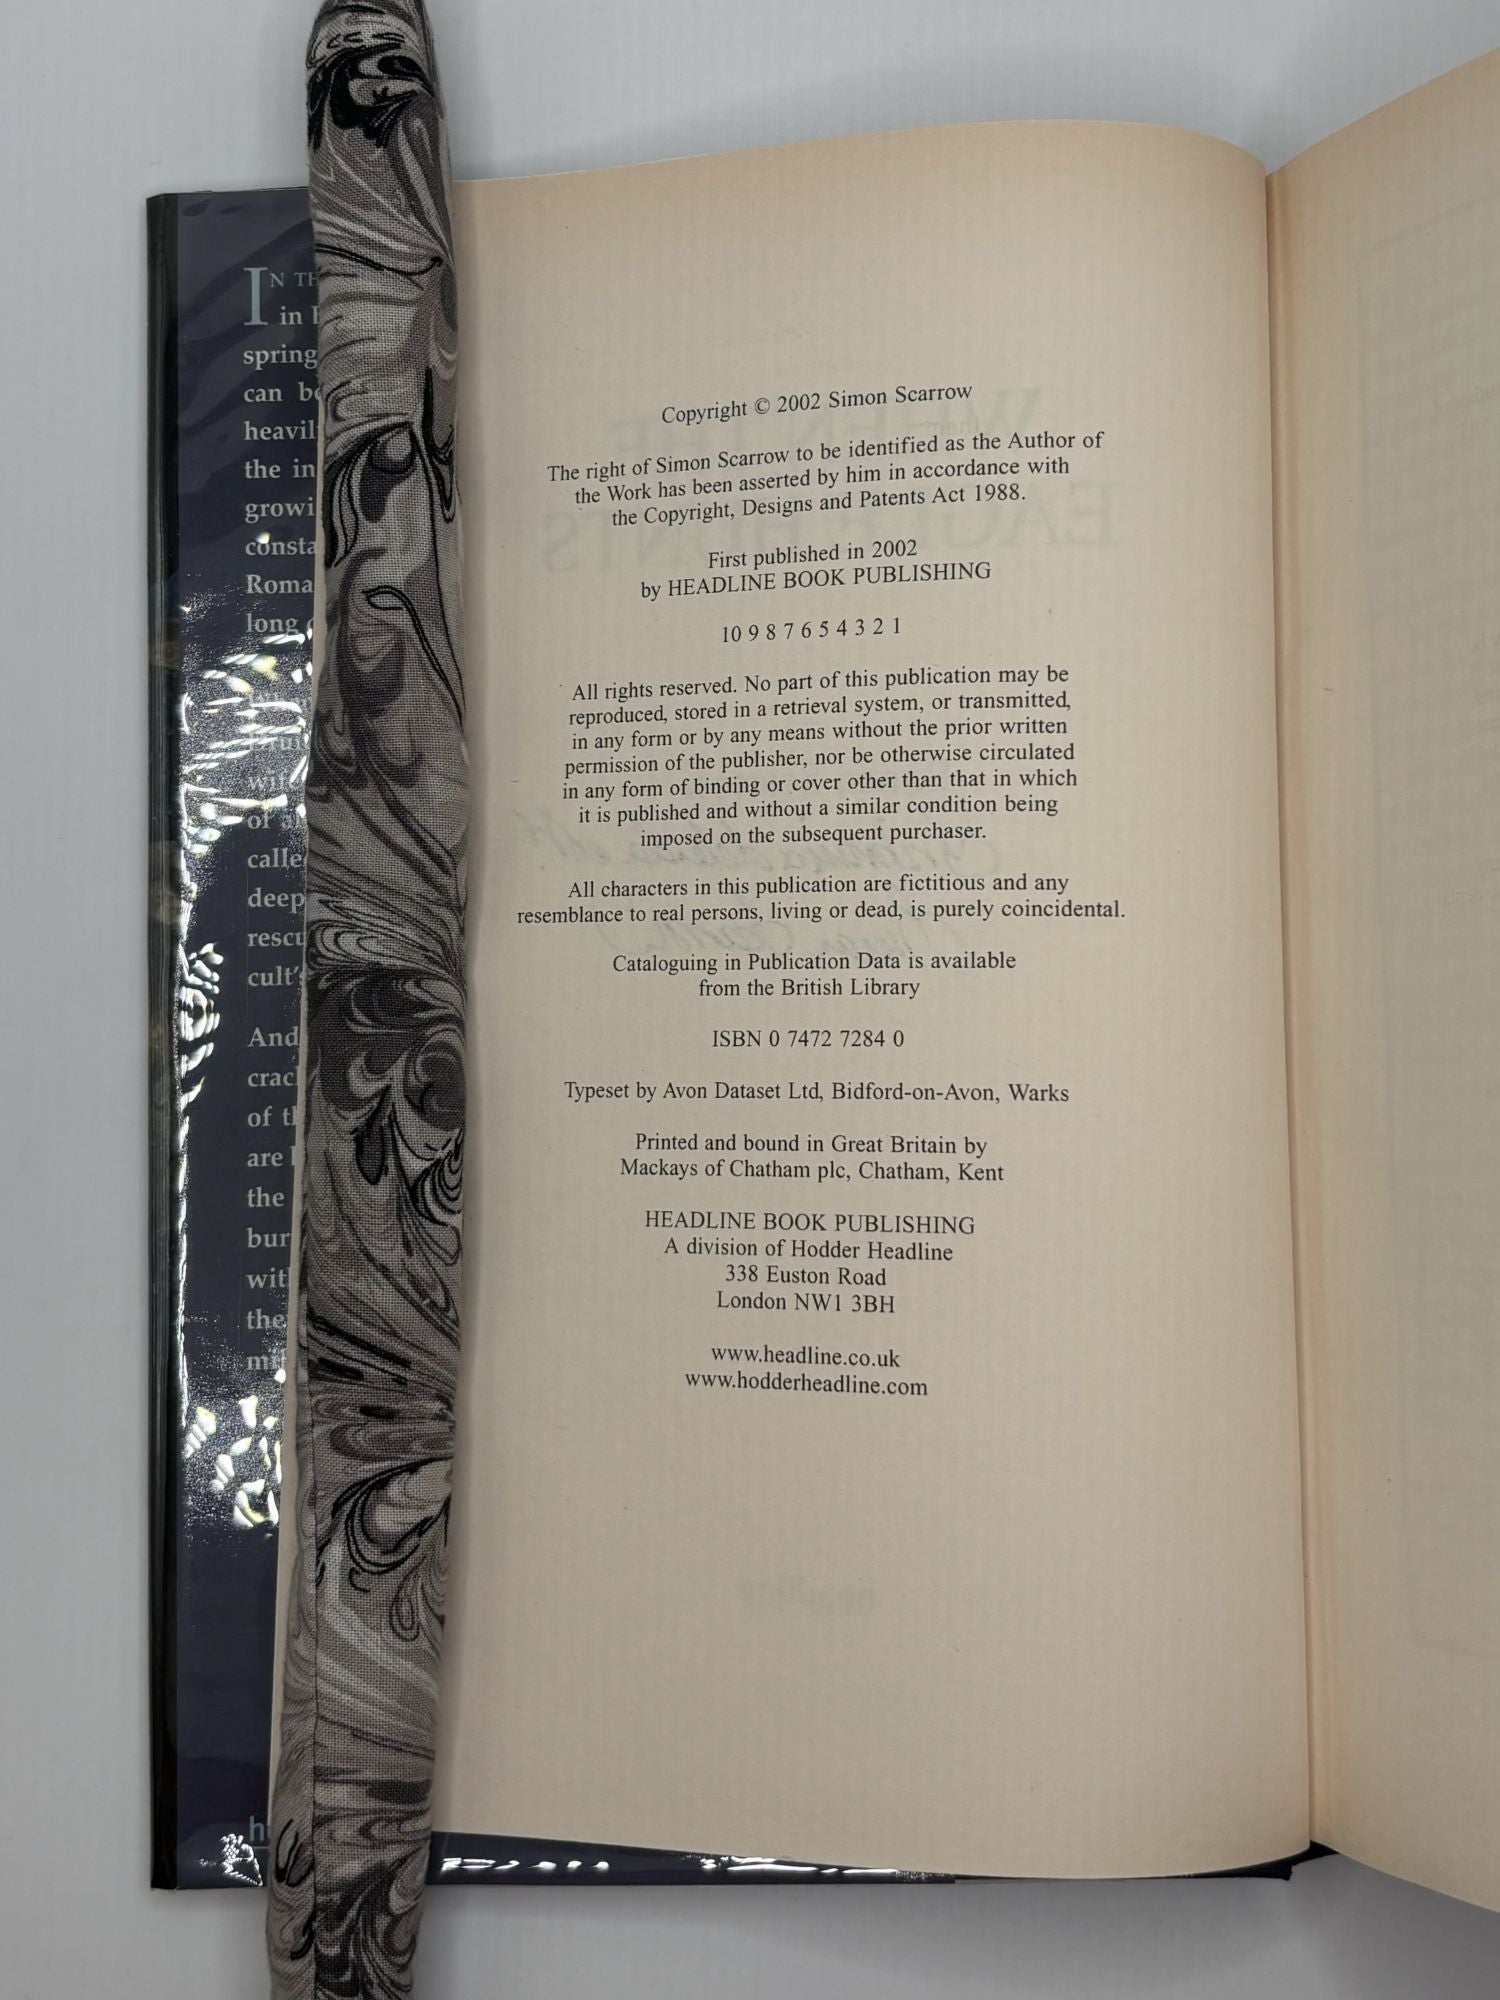 IN TH
in
spring
can be
heavil
the in
growi
consta
Roma
long
of a
calle
deep
rescu
cult's
And
crac
of th
are
the
bur
wit
the
mil
Copyright © 2002 Simon Scarrow
The right of Simon Scarrow to be identified as the Author of
the Work has been asserted by him in accordance with
the Copyright, Designs and Patents Act 1988.
First published in 2002
by HEADLINE BOOK PUBLISHING
10 9 8 7 6 5 4 3 2 1
All rights reserved. No part of this publication may be
reproduced, stored in a retrieval system, or transmitted,
in any form or by any means without the prior written
permission of the publisher, nor be otherwise circulated
in any form of binding or cover other than that in which
it is published and without a similar condition being
imposed on the subsequent purchaser.
All characters in this publication are fictitious and any
resemblance to real persons, living or dead, is purely coincidental.
Cataloguing in Publication Data is available
from the British Library
ISBN 0 7472 7284 0
Typeset by Avon Dataset Ltd, Bidford-on-Avon, Warks
Printed and bound in Great Britain by
Mackays of Chatham plc, Chatham, Kent
HEADLINE BOOK PUBLISHING
A division of Hodder Headline
338 Euston Road
London NW1 3BH
www.headline.co.uk
www.hodderheadline.com